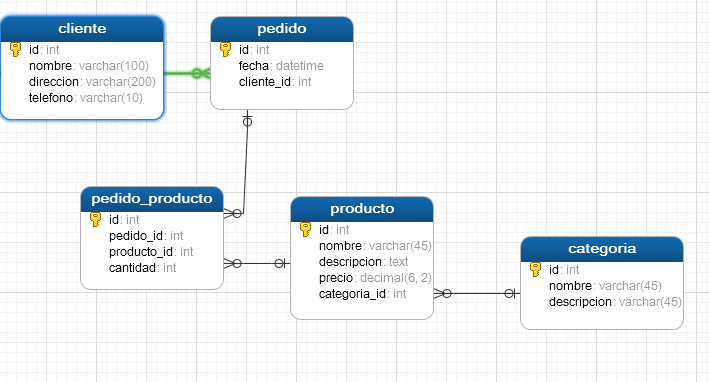 cliente
id: int
nombre: varchar(100)
direccion: varchar(200)
telefono: varchar(10)
pedido
id: int
fecha: datetime
cliente_id: int
pedido_producto
id: int
pedido_id: int
producto_id: int
cantidad: int
producto
id: int
nombre: varchar(45)
descripcion: text
precio: decimal(6, 2)
categoria_id: int
categoria
id: int
nombre: varchar(45)
descripcion: varchar(45)